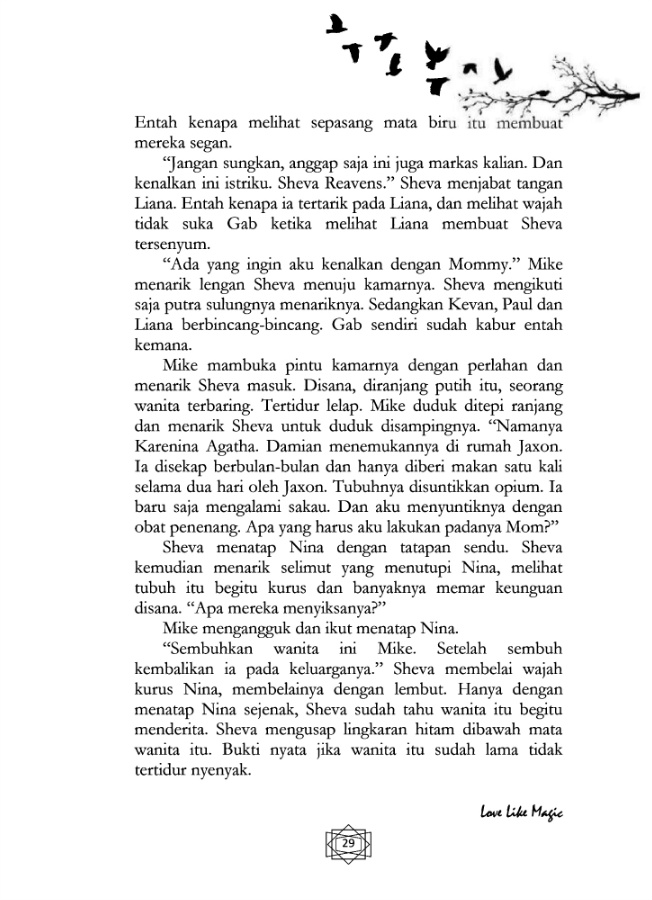 Entah kenapa melihat sepasang mata biru itu membuat
mereka segan.
“Jangan sungkan, anggap saja ini juga markas kalian. Dan
kenalkan ini istriku. Sheva Reavens.” Sheva menjabat tangan
Liana. Entah kenapa ia tertarik pada Liana, dan melihat wajah
tidak suka Gab ketika melihat Liana membuat Sheva
tersenyum.
“Ada yang ingin aku kenalkan dengan Mommy.” Mike
menarik lengan Sheva menuju kamarnya. Sheva mengikuti
saja putra sulungnya menariknya. Sedangkan Kevan, Paul dan
Liana berbincang-bincang. Gab sendiri sudah kabur entah
kemana.
Mike mambuka pintu kamarnya dengan perlahan dan
menarik Sheva masuk. Disana, diranjang putih itu, seorang
wanita terbaring. Tertidur lelap. Mike duduk ditepi ranjang
dan menarik Sheva untuk duduk disampingnya. “Namanya
Karenina Agatha. Damian menemukannya di rumah Jaxon.
Ia disekap berbulan-bulan dan hanya diberi makan satu kali
selama dua hari oleh Jaxon. Tubuhnya disuntikkan opium. Ia
baru saja mengalami sakau. Dan aku menyuntiknya dengan
obat penenang. Apa yang harus aku lakukan padanya Mom?”
Sheva menatap Nina dengan tatapan sendu. Sheva
kemudian menarik selimut yang menutupi Nina, melihat
tubuh itu begitu kurus dan banyaknya memar keunguan
disana. “Apa mereka menyiksanya?”
Mike mengangguk dan ikut menatap Nina.
“Sembuhkan wanita ini Mike. Setelah sembuh
kembalikan ia pada keluarganya.” Sheva membelai wajah
kurus Nina, membelainya dengan lembut. Hanya dengan
menatap Nina sejenak, Sheva sudah tahu wanita itu begitu
menderita. Sheva mengusap lingkaran hitam dibawah mata
wanita itu. Bukti nyata jika wanita itu sudah lama tidak
tertidur nyenyak.
Love Like Magic
29